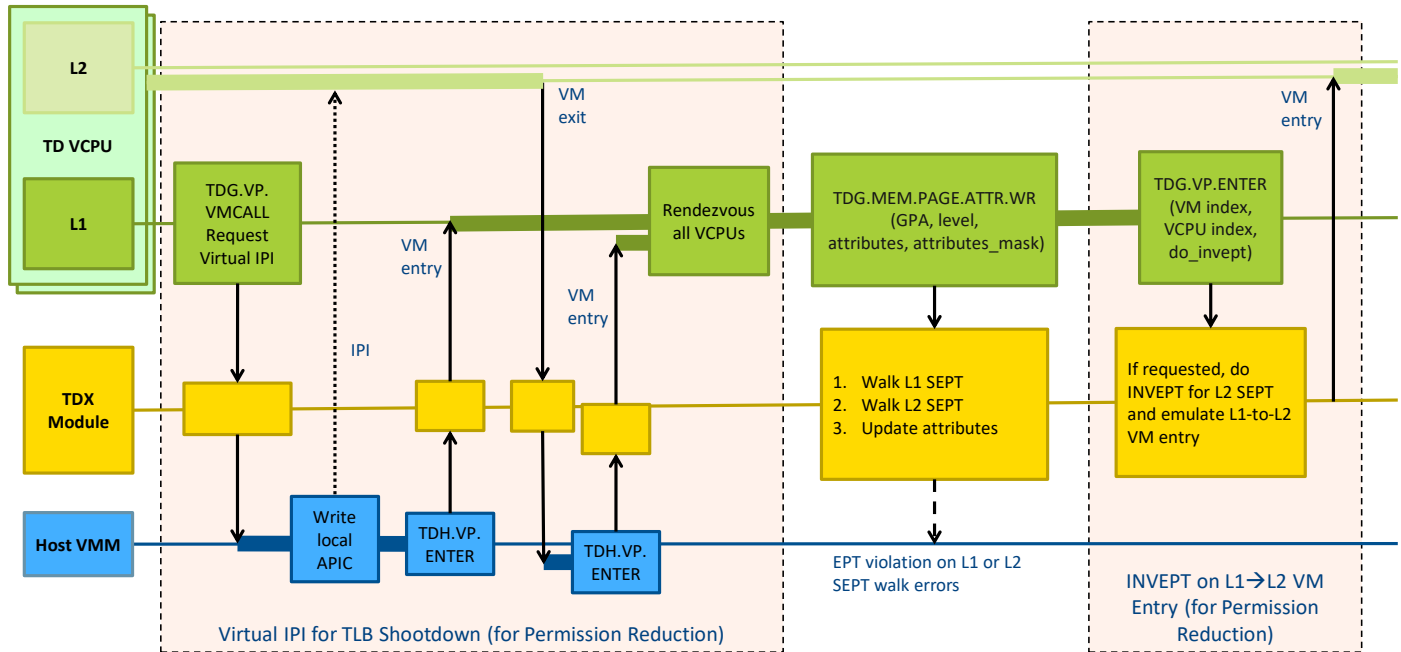 L2
TD VCPU
L1
TDX
Module
Host VMM
TDG.VP.
VMCALL
Request
Virtual IPI
IPI
Write
local
APIC
VM
entry
TDH.VP.
ENTER
VM
exit
VM
entry
TDH.VP.
ENTER
Rendezvous
all VCPUs
Virtual IPI for TLB Shootdown (for Permission Reduction)
TDG.MEM.PAGE.ATTR.WR
(GPA, level,
attributes, attributes_mask)
1. Walk L1 SEPT
2. Walk L2 SEPT
3. Update attributes
EPT violation on L1 or L2
SEPT walk errors
TDG.VP.ENTER
(VM index,
VCPU index,
do_invept)
If requested, do
INVEPT for L2 SEPT
and emulate L1-to-L2
VM entry
VM
entry
INVEPT on L1→L2 VM
Entry (for Permission
Reduction)